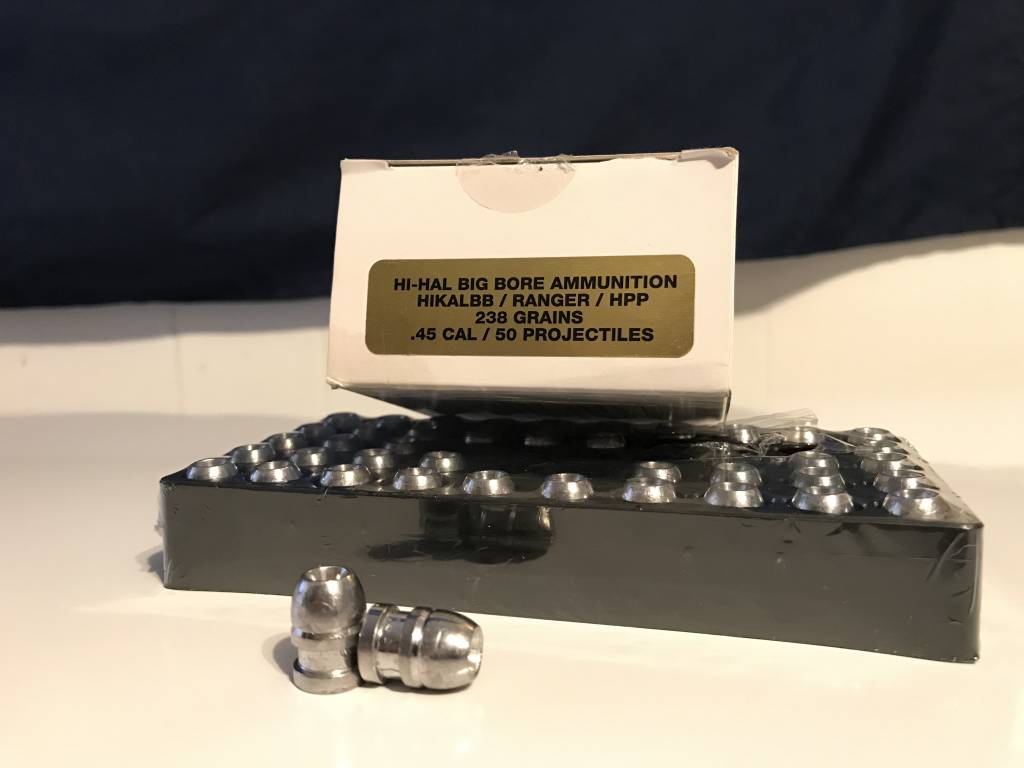 HI-HAL BIG BORE AMMUNITION
HIKALBB / RANGER / HPP
238 GRAINS
.45 CAL / 50 PROJECTILES